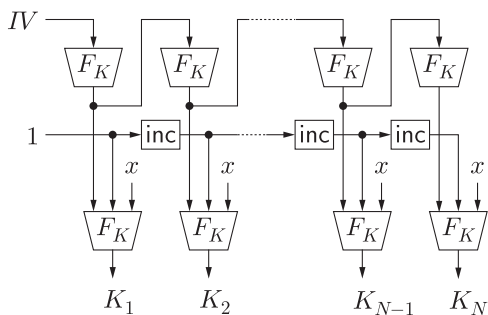 IV
F_K F_K F_K F_K
1 inc inc inc
x x x x
F_K F_K F_K F_K
K_1 K_2 K_{N−1} K_N